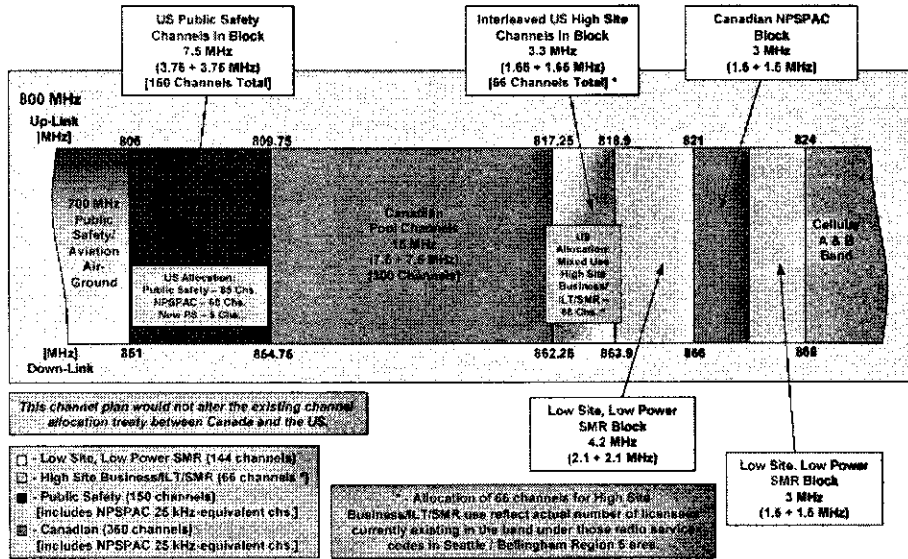 US Public Safety
Channels In Block
7.5 MHz
(3.75 + 3.75 MHz)
[150 Channels Total]
Interleaved US High Site
Channels In Block
3.3 MHz
(1.65 + 1.65 MHz)
[66 Channels Total] *
Canadian NPSPAC
Block
3 MHz
(1.5 + 1.5 MHz)
800 MHz
Up-Link
[MHz]
806
809.75
817.25
818.9
821
824
700 MHz
Public
Safety/
Aviation
Air-
Ground
US Allocation:
Public Safety – 85 Chs.
NPSPAC – 60 Chs.
New PS – 5 Chs.
Canadian
Pool Channels
15 MHz
(7.5 + 7.5 MHz)
[300 Channels]
US
Allocation:
Mixed Use
High Site
Business/
ILT/SMR –
66 Chs.*
Cellular
A & B
Band
[MHz]
Down-Link
851
854.75
862.25
863.9
866
869
This channel plan would not alter the existing channel
allocation treaty between Canada and the US.
Low Site, Low Power
SMR Block
4.2 MHz
(2.1 + 2.1 MHz)
Low Site, Low Power
SMR Block
3 MHz
(1.5 + 1.5 MHz)
- Low Site, Low Power SMR (144 channels)
- High Site Business/ILT/SMR (66 channels *)
- Public Safety (150 channels)
[includes NPSPAC 25 kHz-equivalent chs.]
- Canadian (360 channels)
[includes NPSPAC 25 kHz-equivalent chs.]
* - Allocation of 66 channels for High Site
Business/ILT/SMR use reflect actual number of licensees
currently existing in the band under those radio service
codes in Seattle / Bellingham Region 5 area.